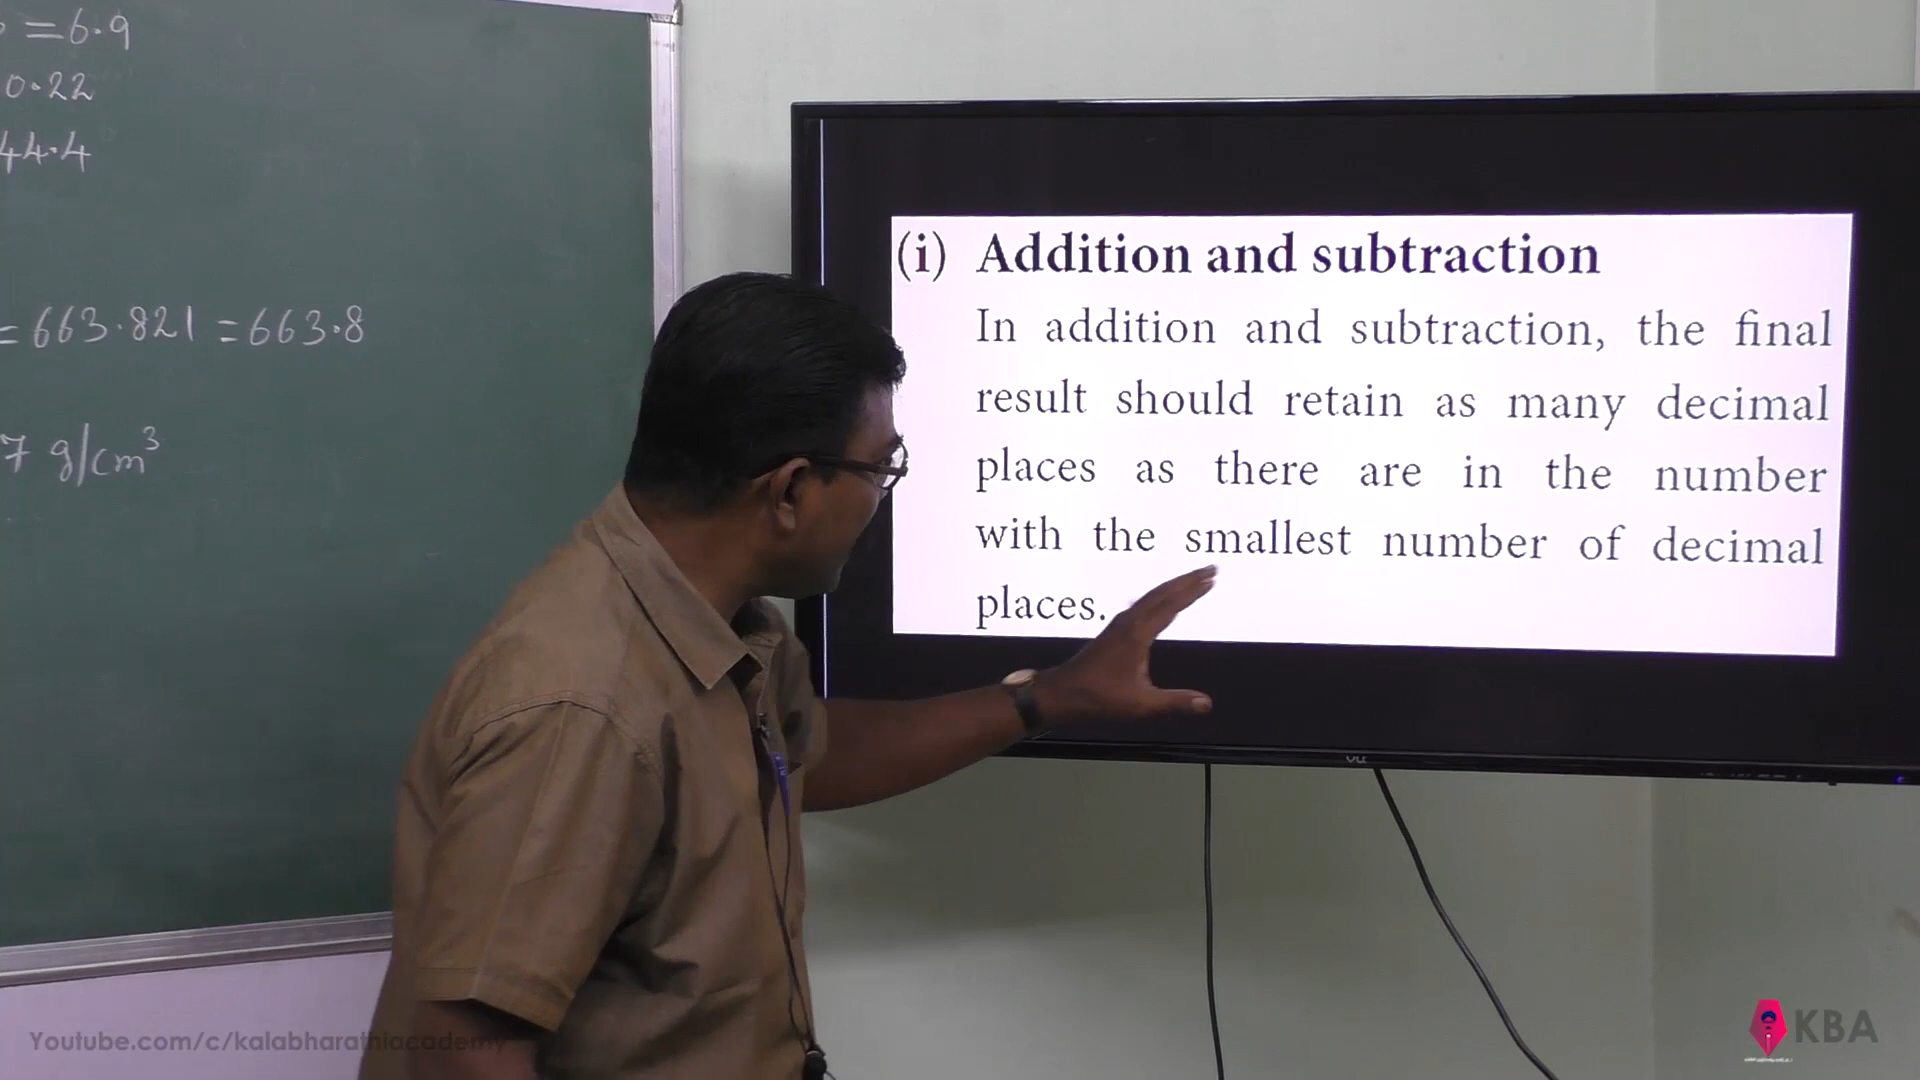 = 6.9
0.22
44.4
= 663.821 = 663.8
7 g/cm³
(i) Addition and subtraction
In addition and subtraction, the final
result should retain as many decimal
places as there are in the number
with the smallest number of decimal
places.
Vu
Youtube.com/c/kalabharathiacademy
KBA